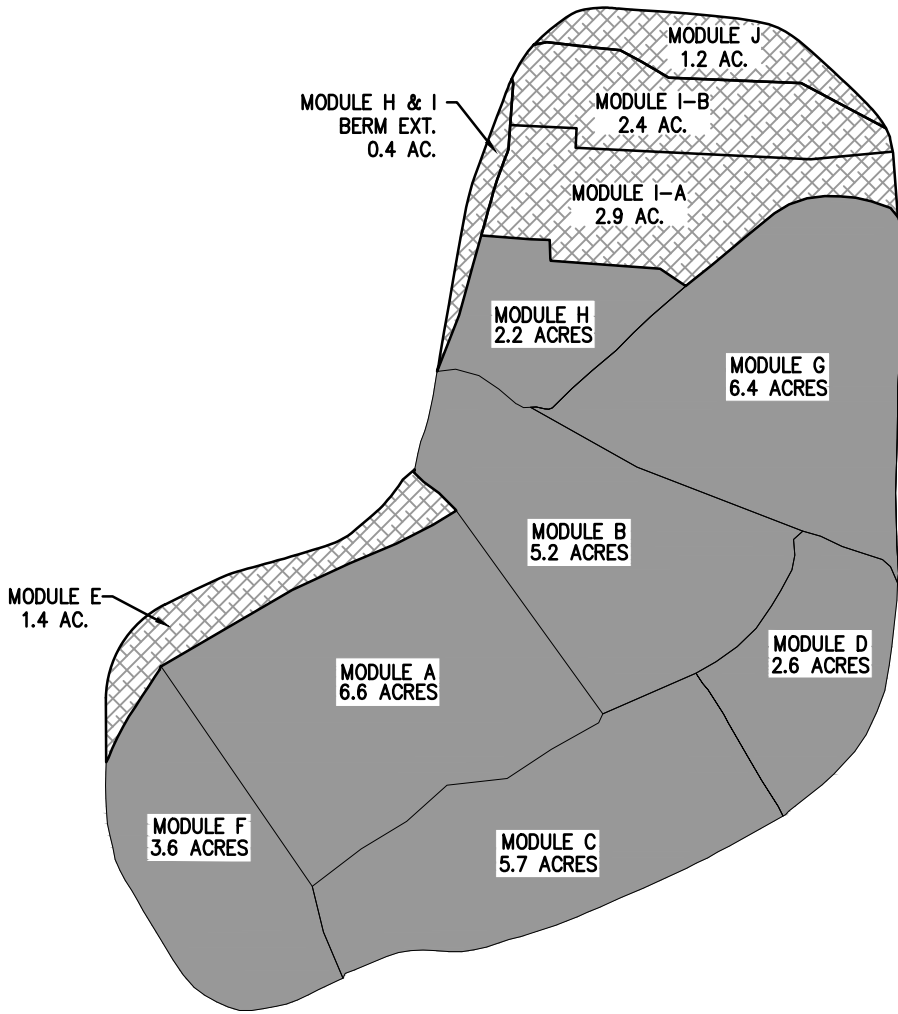 MODULE J
1.2 AC.
MODULE H & I
BERM EXT.
0.4 AC.
MODULE I-B
2.4 AC.
MODULE I-A
2.9 AC.
MODULE H
2.2 ACRES
MODULE G
6.4 ACRES
MODULE B
5.2 ACRES
MODULE E
1.4 AC.
MODULE D
2.6 ACRES
MODULE A
6.6 ACRES
MODULE F
3.6 ACRES
MODULE C
5.7 ACRES